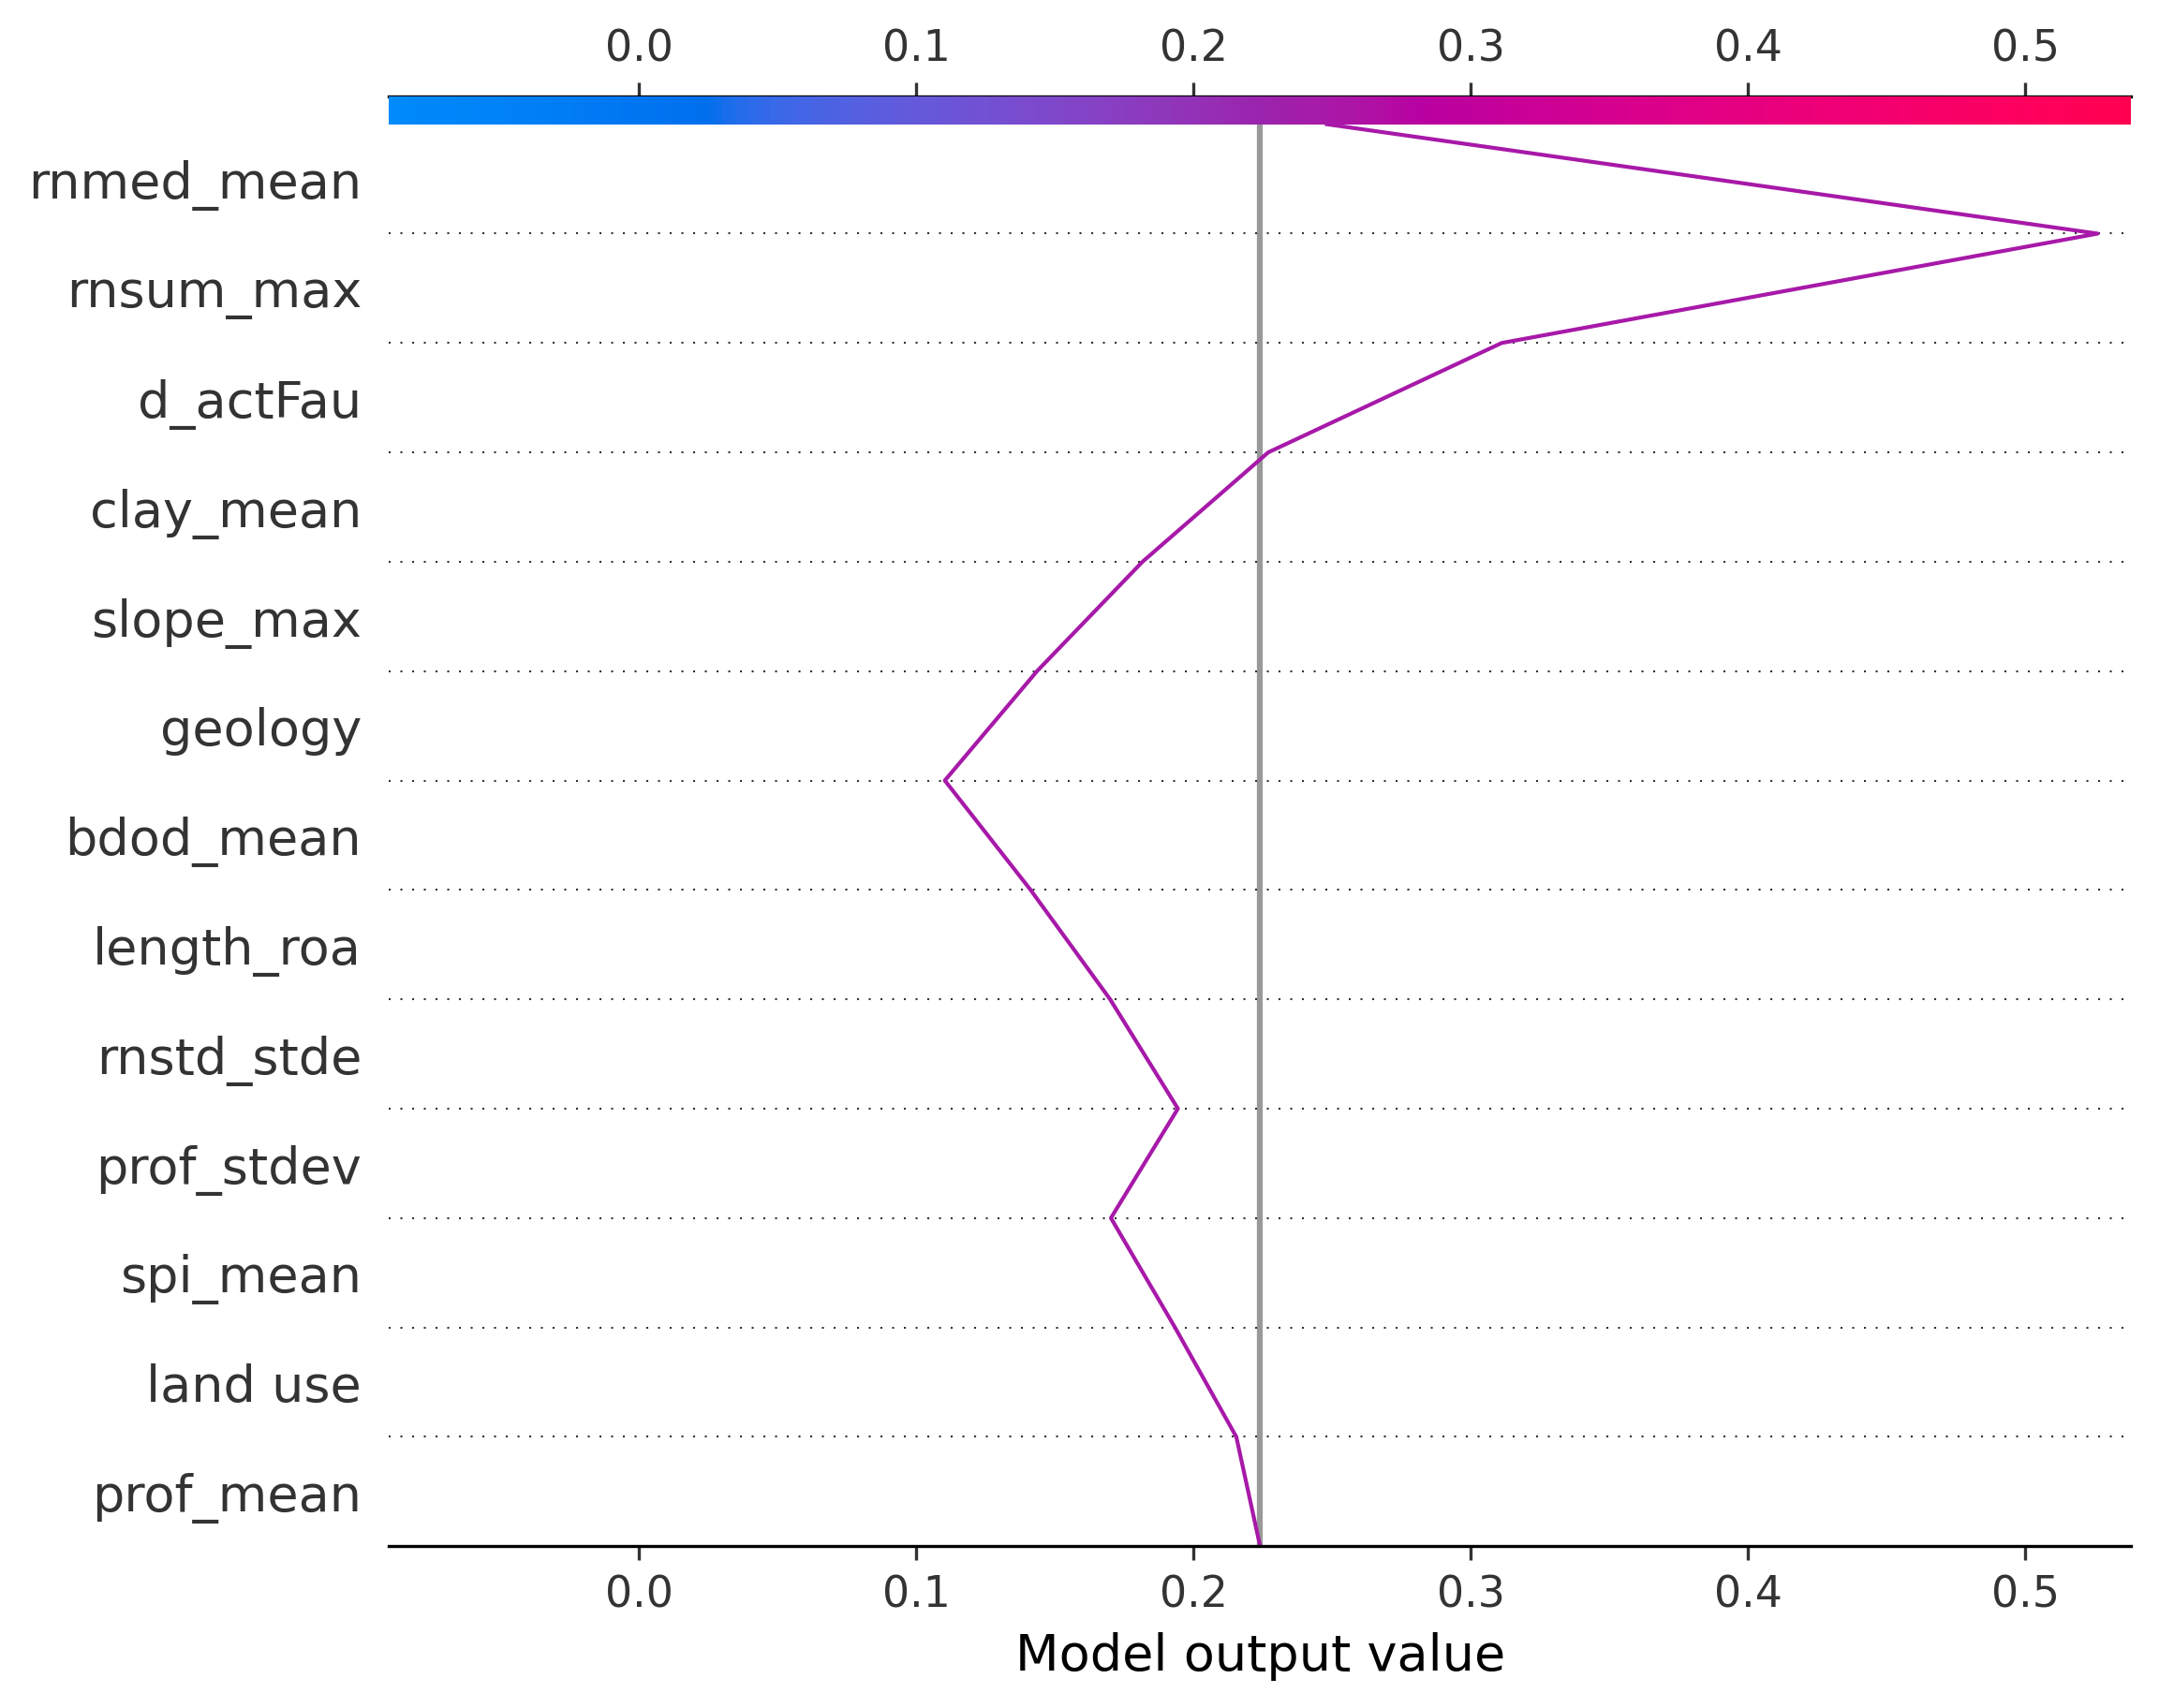 0.0 0.1 0.2 0.3 0.4 0.5
rnmed_mean
rnsum_max
d_actFau
clay_mean
slope_max
geology
bdod_mean
length_roa
rnstd_stde
prof_stdev
spi_mean
land use
prof_mean
0.0 0.1 0.2 0.3 0.4 0.5
Model output value